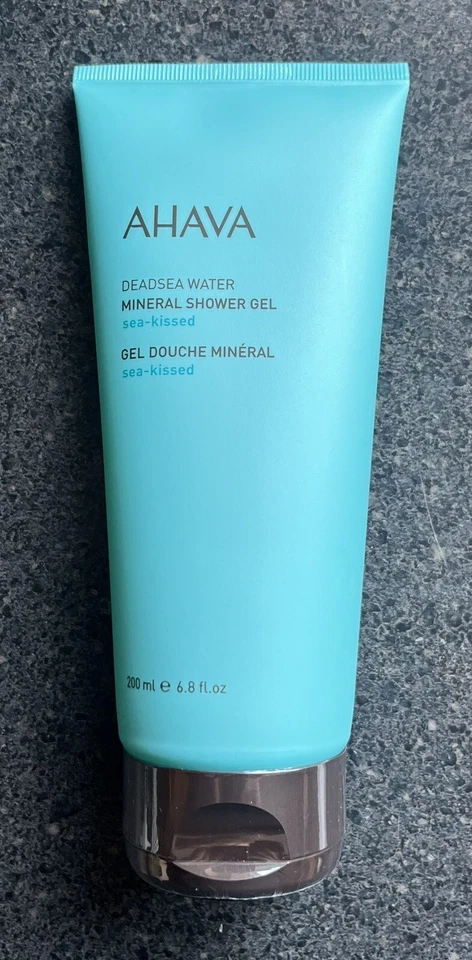 AHAVA
DEADSEA WATER
MINERAL SHOWER GEL
sea-kissed
GEL DOUCHE MINÉRAL
sea-kissed
200 ml ℮ 6.8 fl.oz